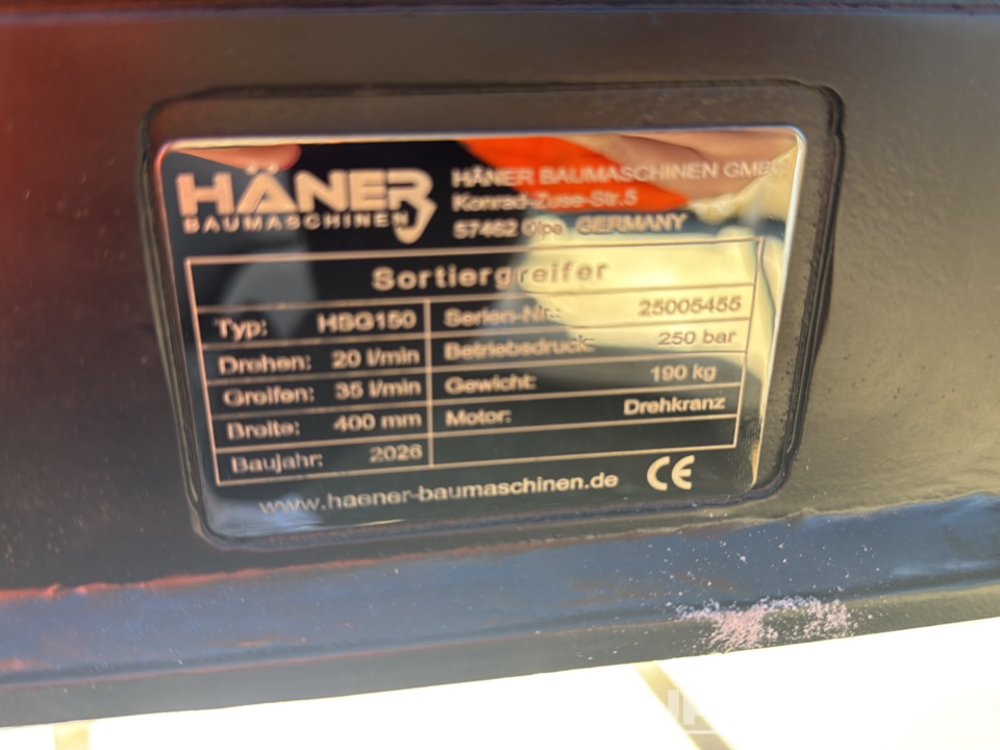 HÄNER
BAUMASCHINEN
HÄNER BAUMASCHINEN GMBH
Konrad-Zuse-Str.5
57462 Olpe GERMANY
Sortiergreifer
Typ: HSG150 Serien-Nr.: 25005455
Drehen: 20 l/min Betriebsdruck: 250 bar
Greifen: 35 l/min Gewicht: 190 kg
Breite: 400 mm Motor: Drehkranz
Baujahr: 2026
www.haener-baumaschinen.de CE